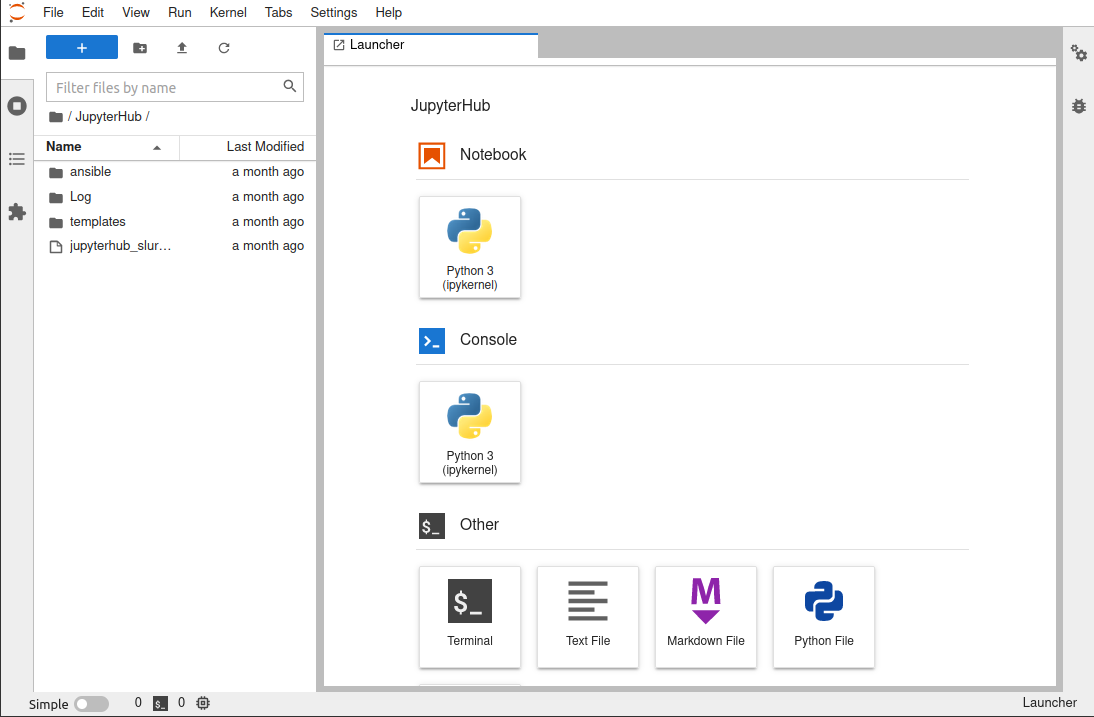 File Edit View Run Kernel Tabs Settings Help
+
Filter files by name
/ JupyterHub /
Name Last Modified
ansible a month ago
Log a month ago
templates a month ago
jupyterhub_slur… a month ago
Launcher
JupyterHub
Notebook
Python 3
(ipykernel)
>_ Console
Python 3
(ipykernel)
$_ Other
$_
Terminal
Text File
M
Markdown File
Python File
Simple 0 $_ 0 Launcher